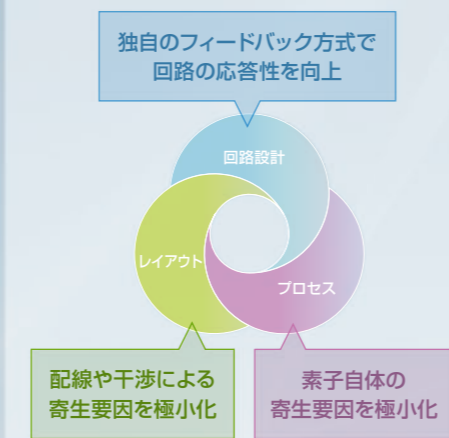 独自のフィードバック方式で
回路の応答性を向上
回路設計
レイアウト
プロセス
配線や干渉による
寄生要因を極小化
素子自体の
寄生要因を極小化